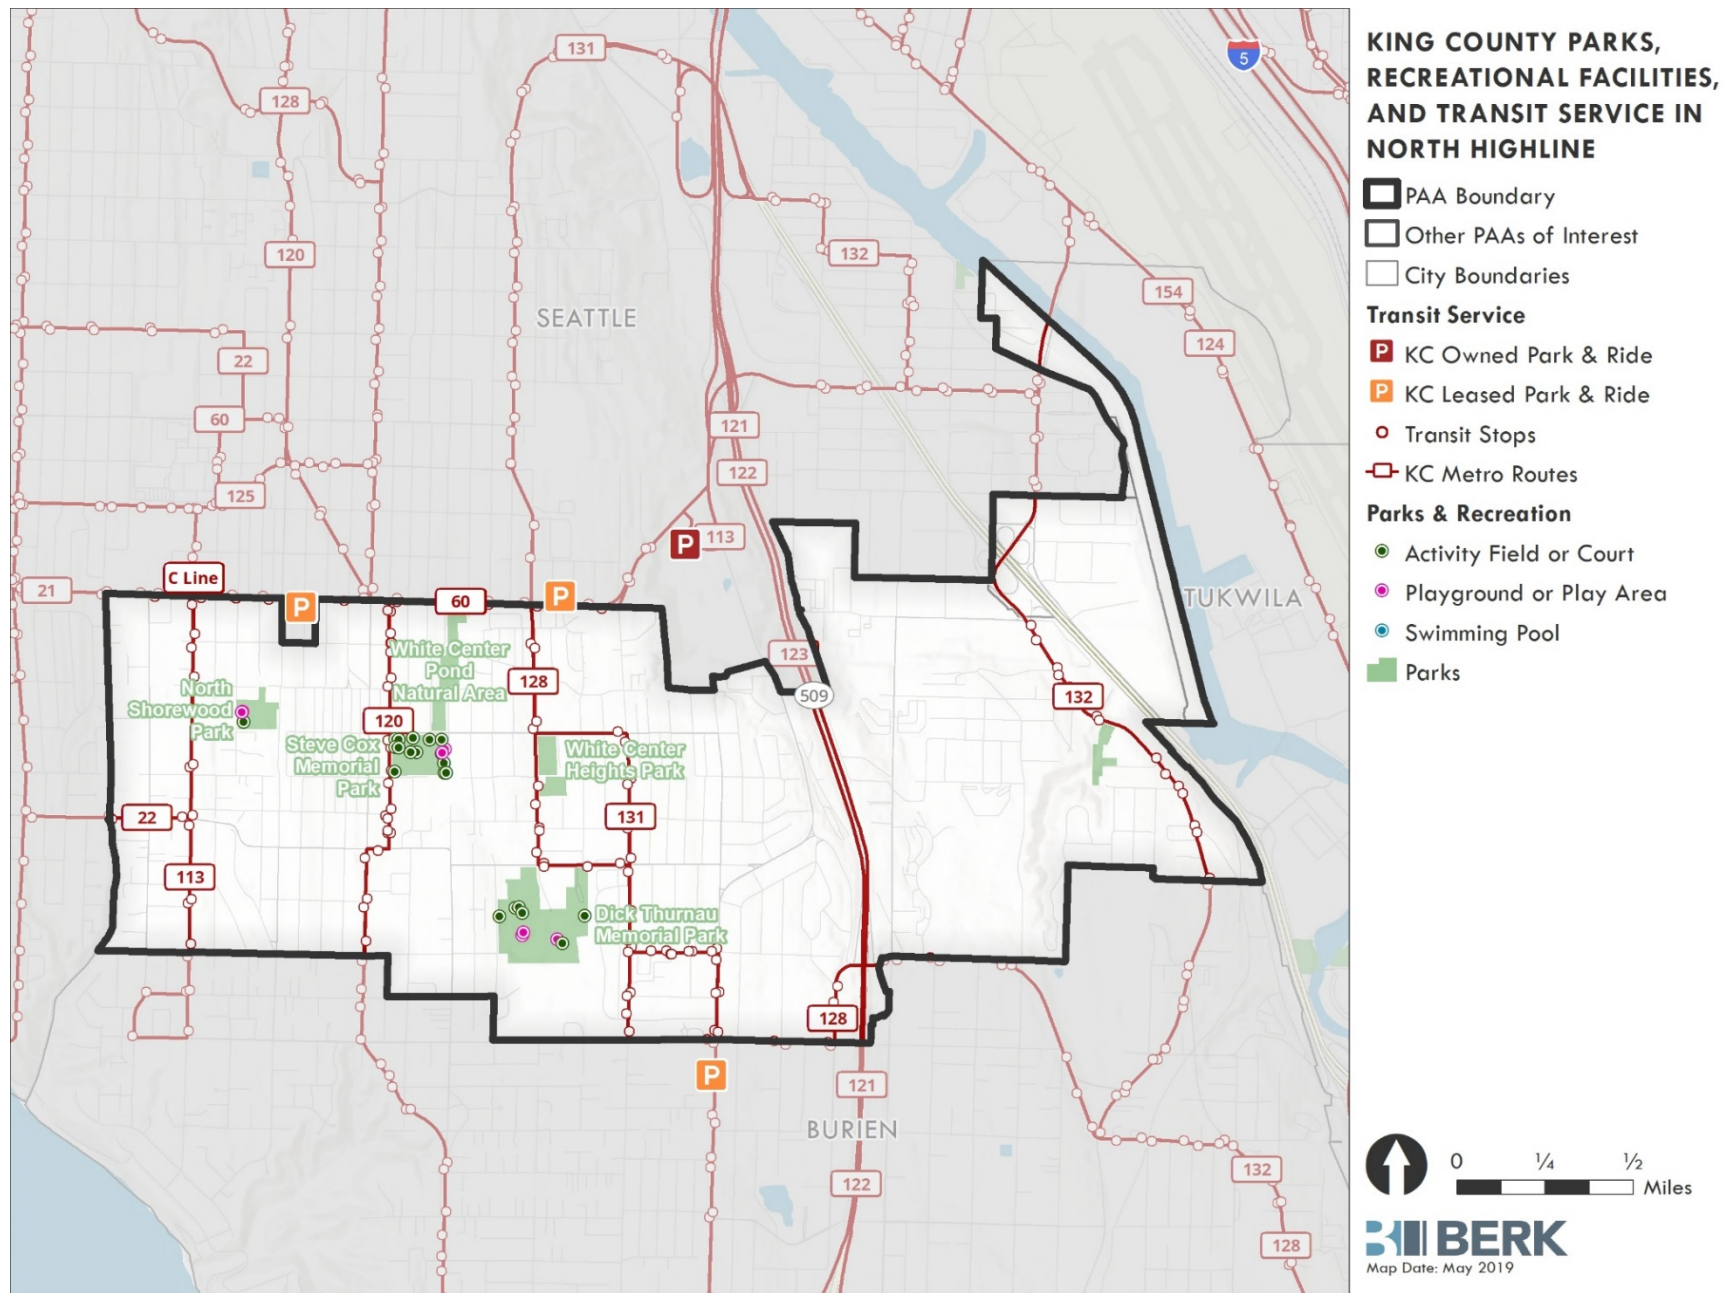 KING COUNTY PARKS,
RECREATIONAL FACILITIES,
AND TRANSIT SERVICE IN
NORTH HIGHLINE
PAA Boundary
Other PAAs of Interest
City Boundaries
Transit Service
P KC Owned Park & Ride
P KC Leased Park & Ride
Transit Stops
KC Metro Routes
Parks & Recreation
Activity Field or Court
Playground or Play Area
Swimming Pool
Parks
0 ¼ ½
Miles
BERK
Map Date: May 2019
131
5
128
120
132
SEATTLE
154
124
22
60
121
122
125
P
113
21
C Line
P
60
P
TUKWILA
White Center
Pond
Natural Area
123
128
509
132
North
Shorewood
Park
120
Steve Cox
Memorial
Park
White Center
Heights Park
22
131
113
Dick Thurnau
Memorial Park
128
P
121
BURIEN
122
132
128